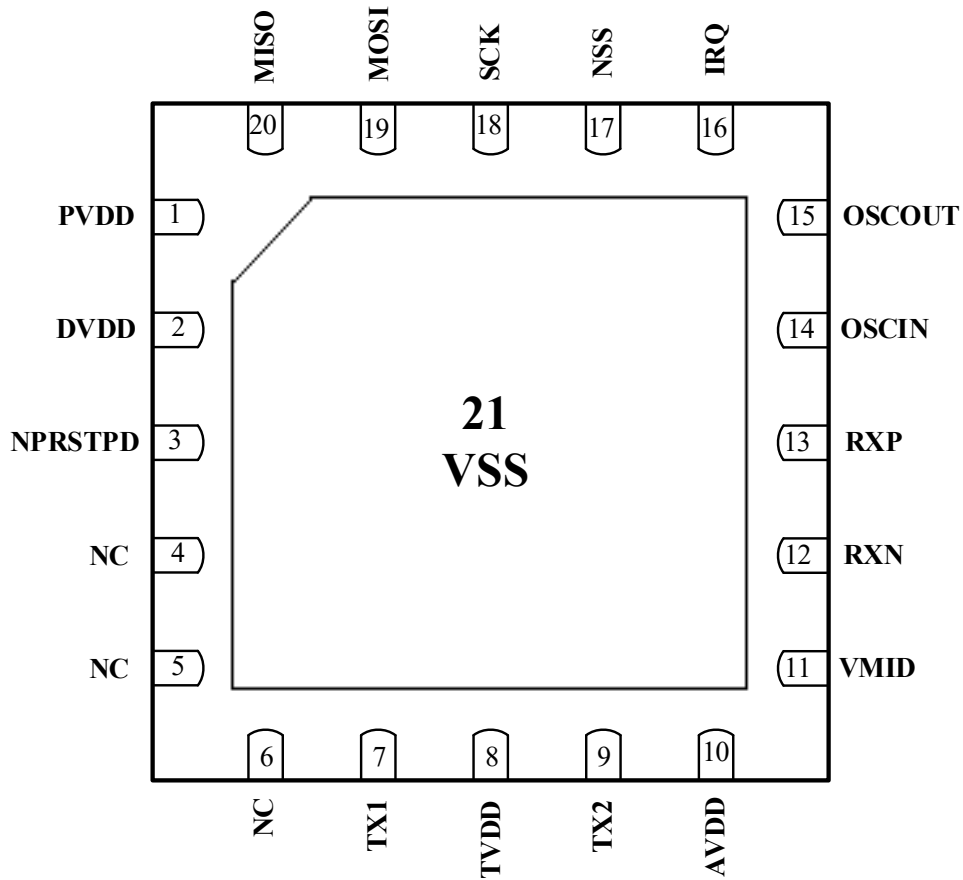 MISO
MOSI
SCK
NSS
IRQ
20
19
18
17
16
PVDD 1
15 OSCOUT
DVDD 2
14 OSCIN
21
VSS
NPRSTPD 3
13 RXP
NC 4
12 RXN
NC 5
11 VMID
6
7
8
9
10
NC
TX1
TVDD
TX2
AVDD